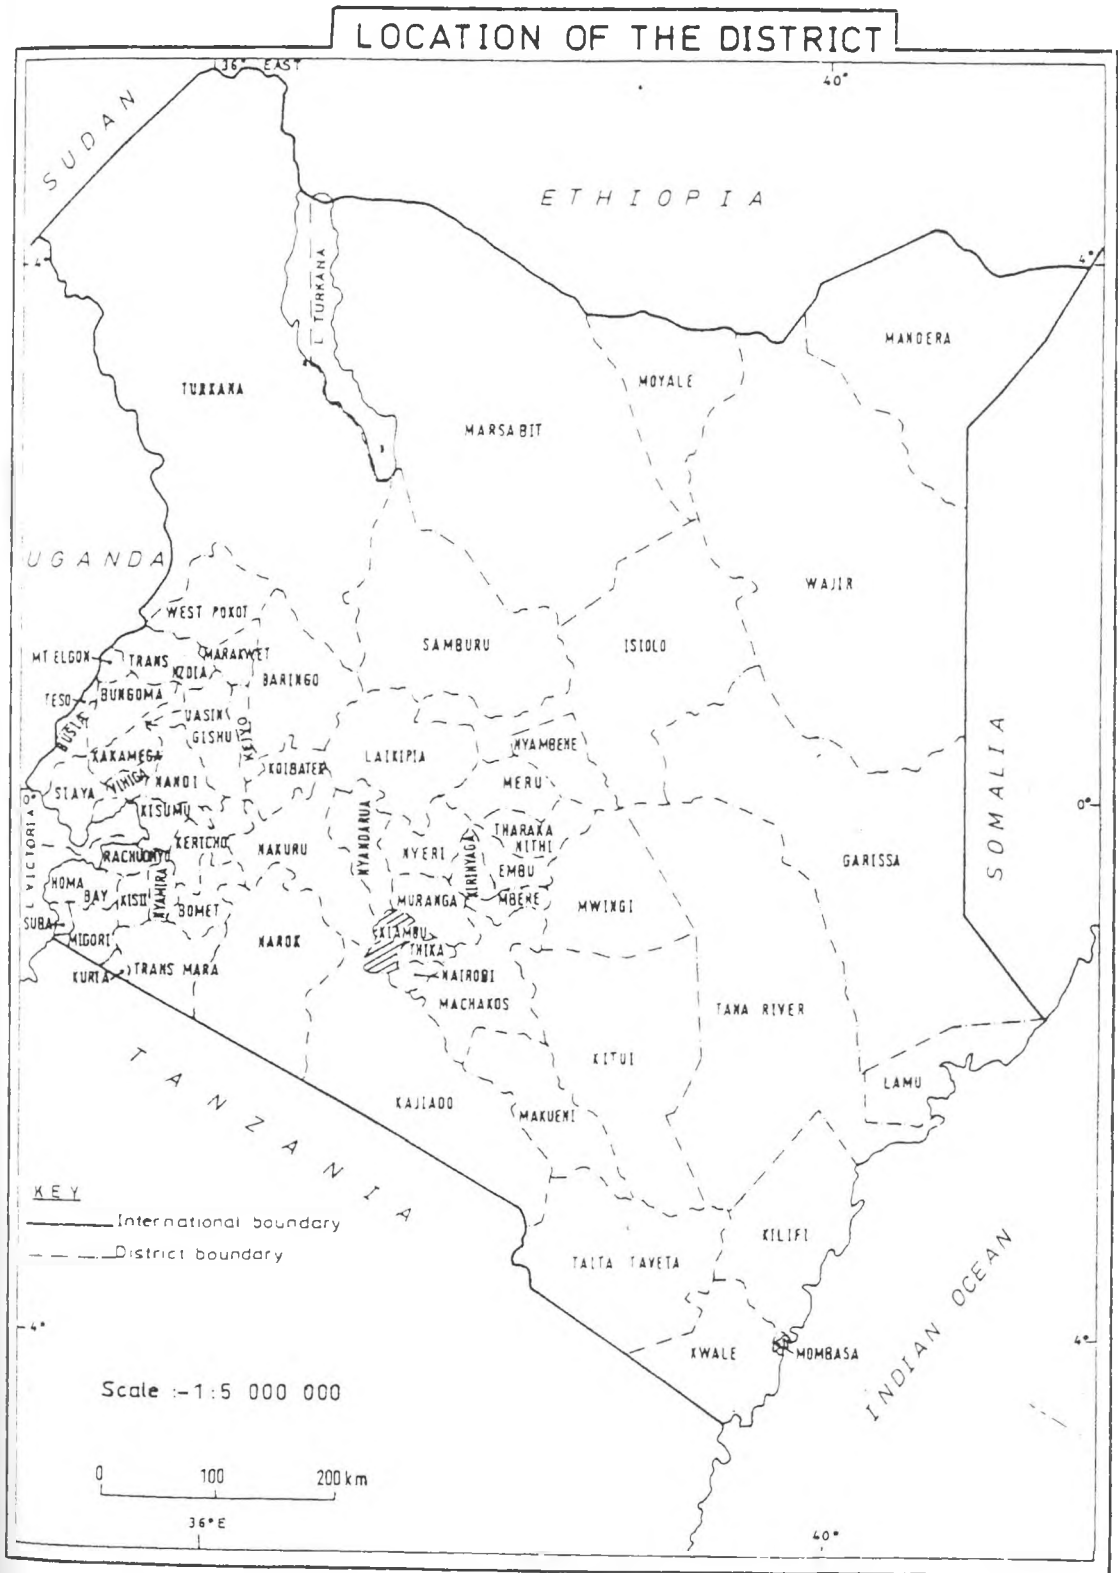 LOCATION OF THE DISTRICT
36° EAST
40°
SUDAN
ETHIOPIA
4°
4°
L TURKANA
MANDERA
TURKANA
MOYALE
MARSABIT
UGANDA
WAJIR
WEST POKOT
MT ELGON
TRANS
NZOIA
MARAKWET
SAMBURU
ISIOLO
TESO
BUNGOMA
BARINGO
BUSIA
UASIN
GISHU
KEIYO
KAKAMEGA
KOIBATEK
LAIKIPIA
NYAMBENE
SIAYA
VIHIGA
NANDI
MERU
SOMALIA
0°
0°
KISUMU
L VICTORIA
RACHUONYO
KERICHO
NAKURU
NYANDARUA
NYERI
KIRINYAGA
THARAKA
NITHI
GARISSA
HOMA
BAY
KISII
NYAMIRA
BOMET
MURANGA
EMBU
MBERE
MWINGI
SUBA
MIGORI
NAROK
KIAMBU
THIKA
KURIA
TRANS MARA
NAIROBI
MACHAKOS
TANA RIVER
TANZANIA
KITUI
LAMU
KAJIADO
MAKUENI
KEY
International boundary
District boundary
KILIFI
TAITA TAVETA
INDIAN OCEAN
4°
4°
KWALE
MOMBASA
Scale :-1:5 000 000
0 100 200 km
36°E
40°